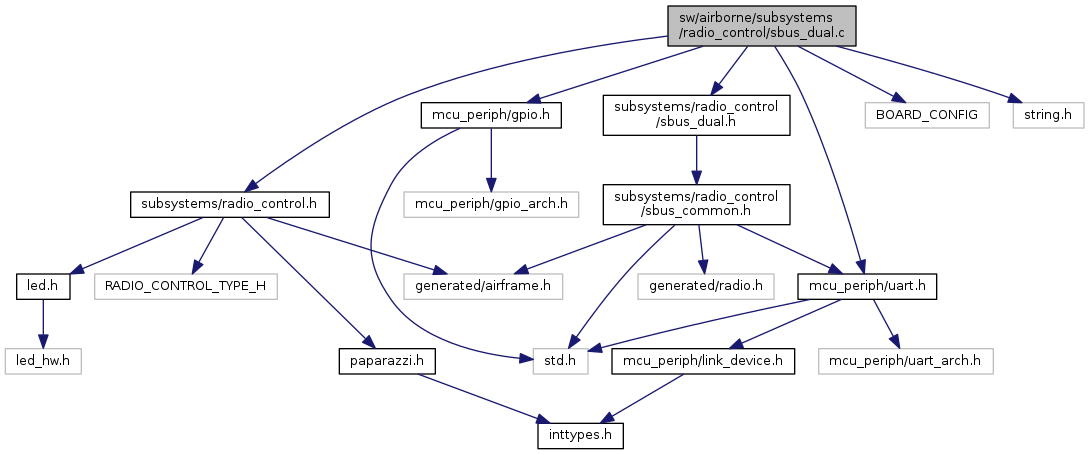 sw/airborne/subsystems
/radio_control/sbus_dual.c
mcu_periph/gpio.h
subsystems/radio_control
/sbus_dual.h
BOARD_CONFIG
string.h
subsystems/radio_control.h
mcu_periph/gpio_arch.h
subsystems/radio_control
/sbus_common.h
led.h
RADIO_CONTROL_TYPE_H
generated/airframe.h
generated/radio.h
mcu_periph/uart.h
led_hw.h
paparazzi.h
std.h
mcu_periph/link_device.h
mcu_periph/uart_arch.h
inttypes.h